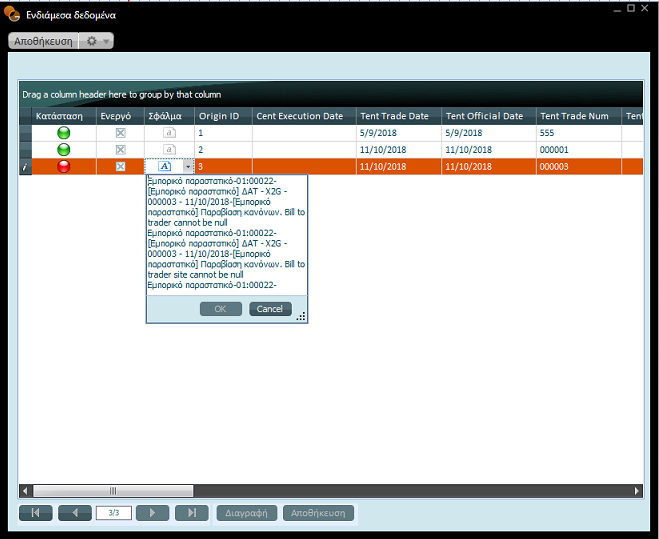 Ενδιάμεσα δεδομένα
Αποθήκευση
Drag a column header here to group by that column
Κατάσταση Ενεργό Σφάλμα Origin ID Cent Execution Date Tent Trade Date Tent Official Date Tent Trade Num Tent
a 1 5/9/2018 5/9/2018 555
a 2 11/10/2018 11/10/2018 000001
A 3 11/10/2018 11/10/2018 000003
Εμπορικό παραστατικό-01:00022-
[Εμπορικό παραστατικό] ΔΑΤ - X2G -
000003 - 11/10/2018-[Εμπορικό
παραστατικό] Παραβίαση κανόνων. Bill to
trader cannot be null
Εμπορικό παραστατικό-01:00022-
[Εμπορικό παραστατικό] ΔΑΤ - X2G -
000003 - 11/10/2018-[Εμπορικό
παραστατικό] Παραβίαση κανόνων. Bill to
trader site cannot be null
Εμπορικό παραστατικό-01:00022-
OK Cancel
3/3 Διαγραφή Αποθήκευση